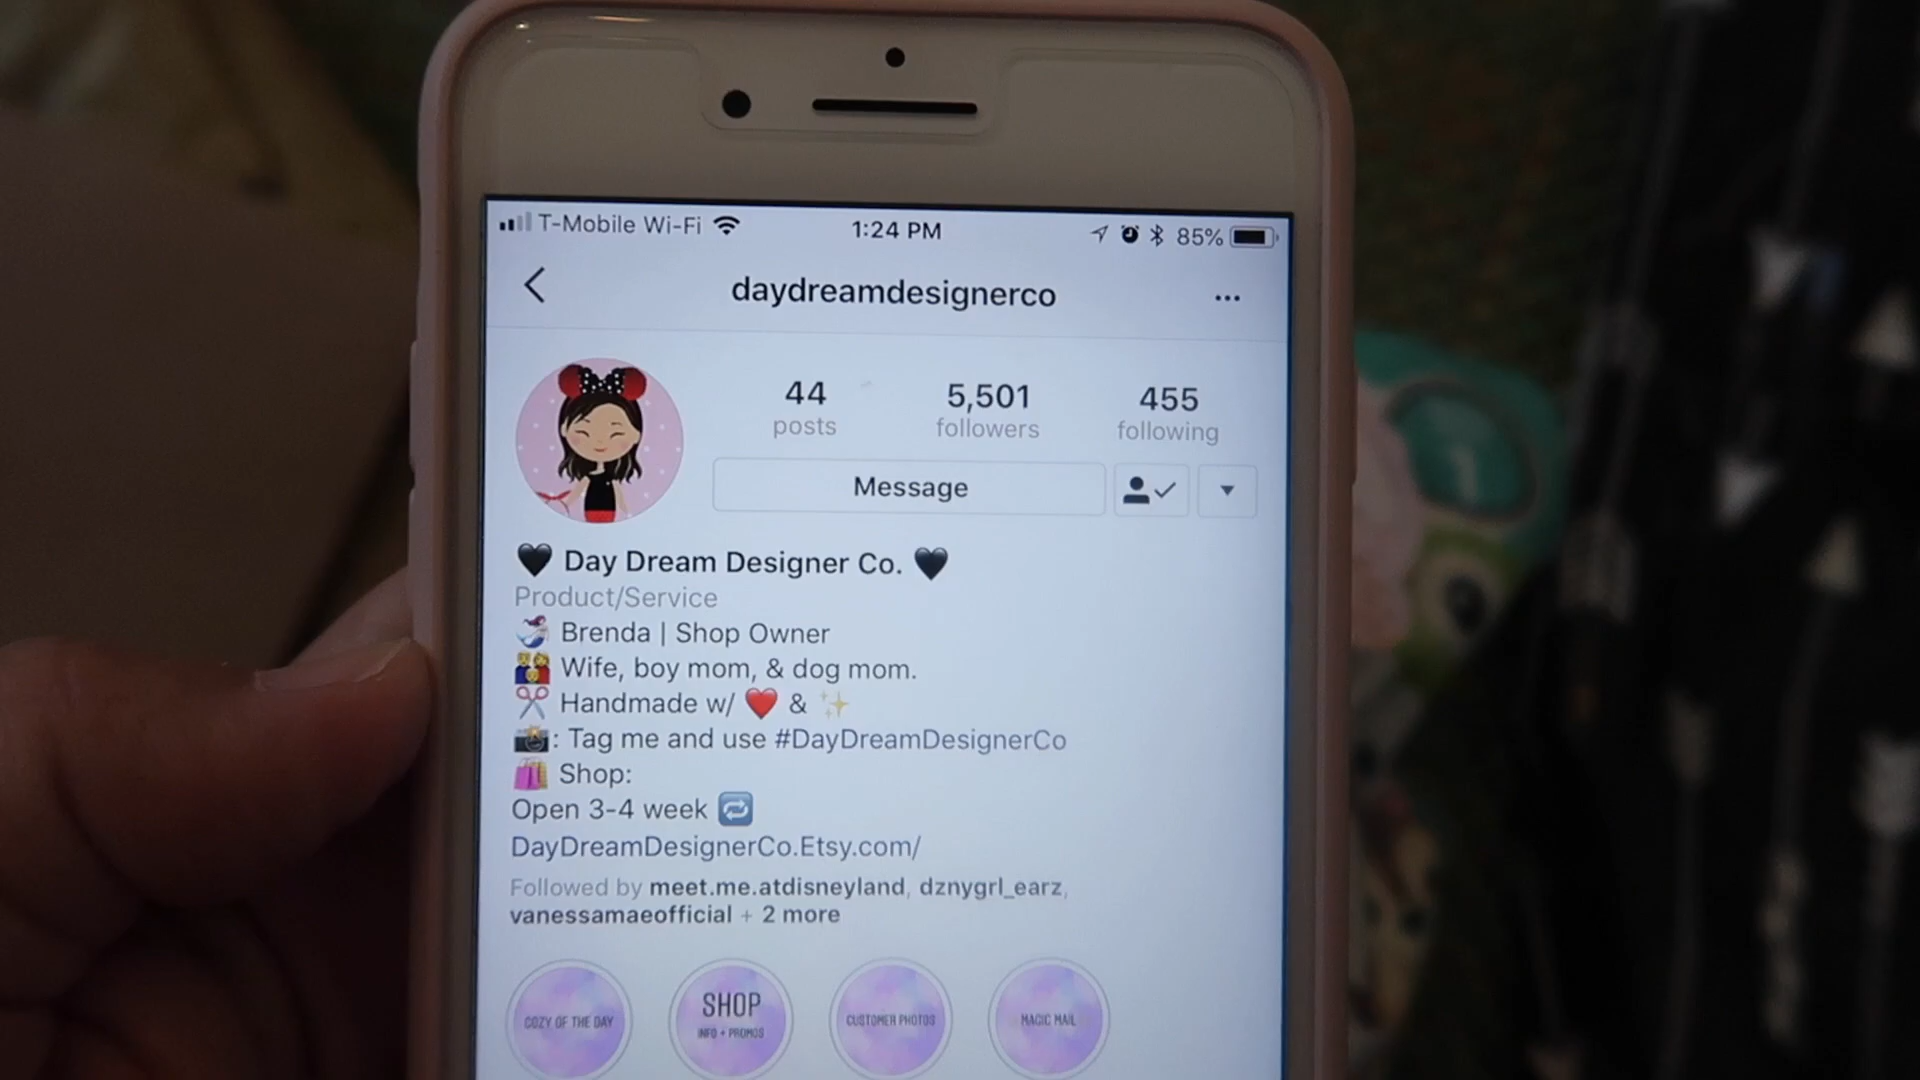 T-Mobile Wi-Fi 1:24 PM 85%
daydreamdesignerco
44 5,501 455
posts followers following
Message
🖤 Day Dream Designer Co. 🖤
Product/Service
🧜‍♀️ Brenda | Shop Owner
👨‍👩‍👦 Wife, boy mom, & dog mom.
✂️ Handmade w/ ❤️ & ✨
📸: Tag me and use #DayDreamDesignerCo
🛍 Shop:
Open 3-4 week 🔁
DayDreamDesignerCo.Etsy.com/
Followed by meet.me.atdisneyland, dznygrl_earz,
vanessamaeofficial + 2 more
COZY OF THE DAY
SHOP
INFO + PROMOS
CUSTOMER PHOTOS
MAGIC MAIL